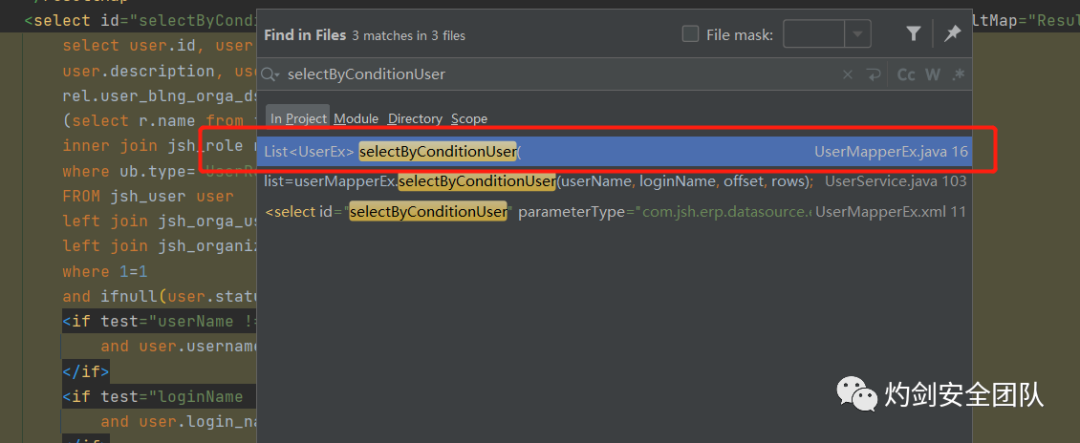 <select id="selectByCondi
ltMap="Resul
select user.id, user
user.description, us
rel.user_blng_orga_ds
(select r.name from
inner join jsh_role
where ub.type='UserR
FROM jsh_user user
left join jsh_orga_us
left join jsh_organiz
where 1=1
and ifnull(user.statu
<if test="userName !=
and user.username
</if>
<if test="loginName
and user.login_na
</if>
Find in Files 3 matches in 3 files
File mask:
selectByConditionUser
Cc W .*
In Project Module Directory Scope
List<UserEx> selectByConditionUser( UserMapperEx.java 16
list=userMapperEx.selectByConditionUser(userName, loginName, offset, rows); UserService.java 103
<select id="selectByConditionUser" parameterType="com.jsh.erp.datasource. UserMapperEx.xml 11
灼剑安全团队